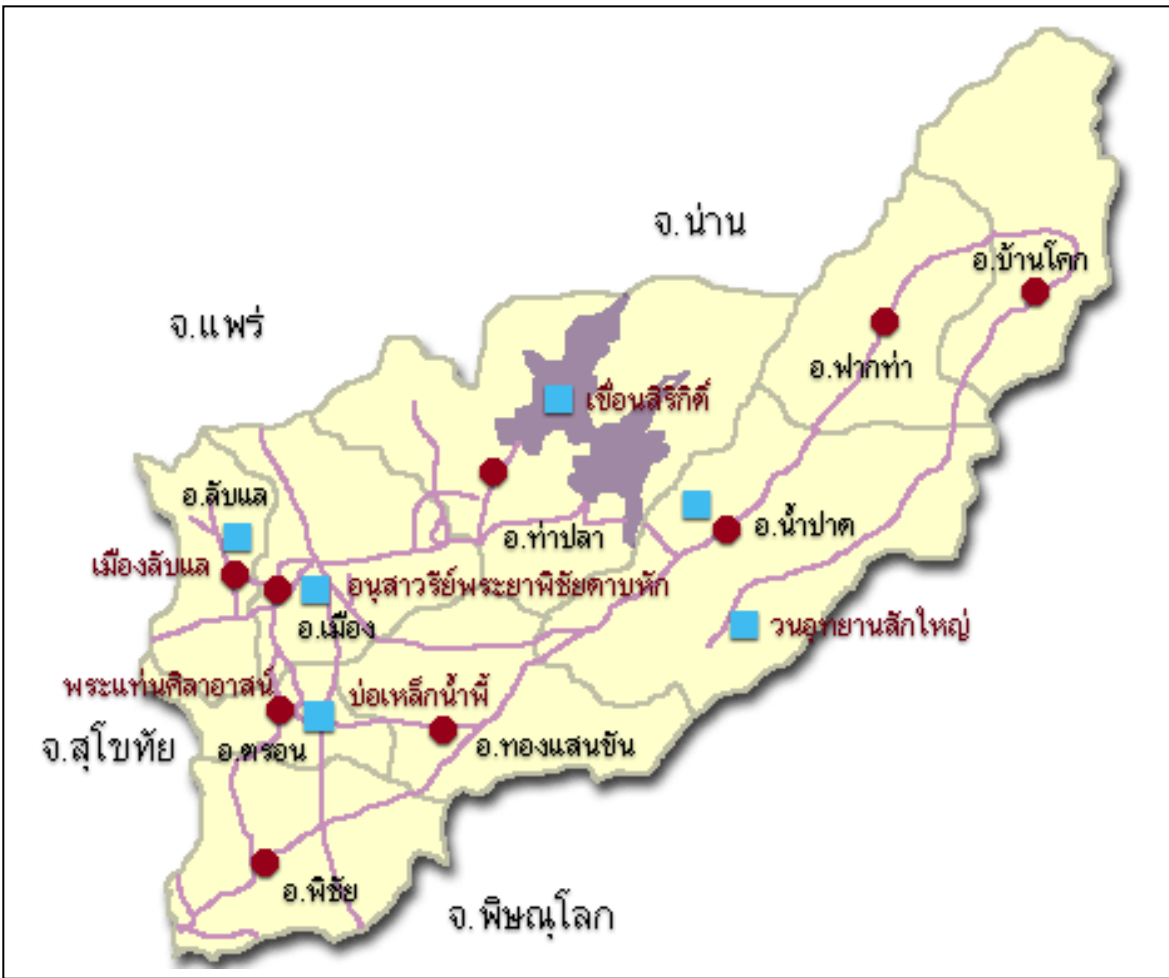 จ.น่าน
อ.บ้านโคก
จ.แพร่
อ.ฟากท่า
เขื่อนสิริกิติ์
อ.ลับแล
อ.ท่าปลา
อ.น้ำปาด
เมืองลับแล
อนุสาวรีย์พระยาพิชัยดาบหัก
อ.เมือง
วนอุทยานสักใหญ่
พระแท่นศิลาอาสน์
บ่อเหล็กน้ำพี้
จ.สุโขทัย
อ.ตรอน
อ.ทองแสนขัน
อ.พิชัย
จ.พิษณุโลก